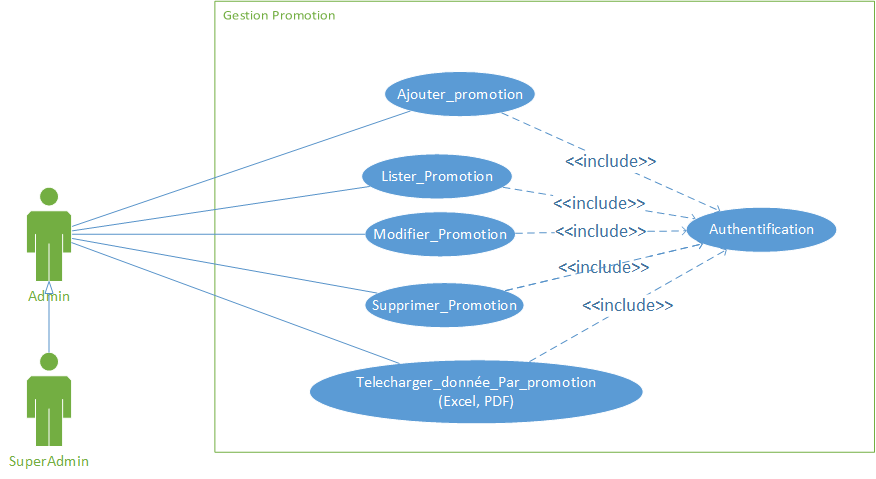 Gestion Promotion
Ajouter_promotion
<<include>>
Lister_Promotion
<<include>>
Modifier_Promotion
<<include>>
Authentification
<<include>>
Supprimer_Promotion
<<include>>
Admin
Telecharger_donnée_Par_promotion
(Excel, PDF)
SuperAdmin